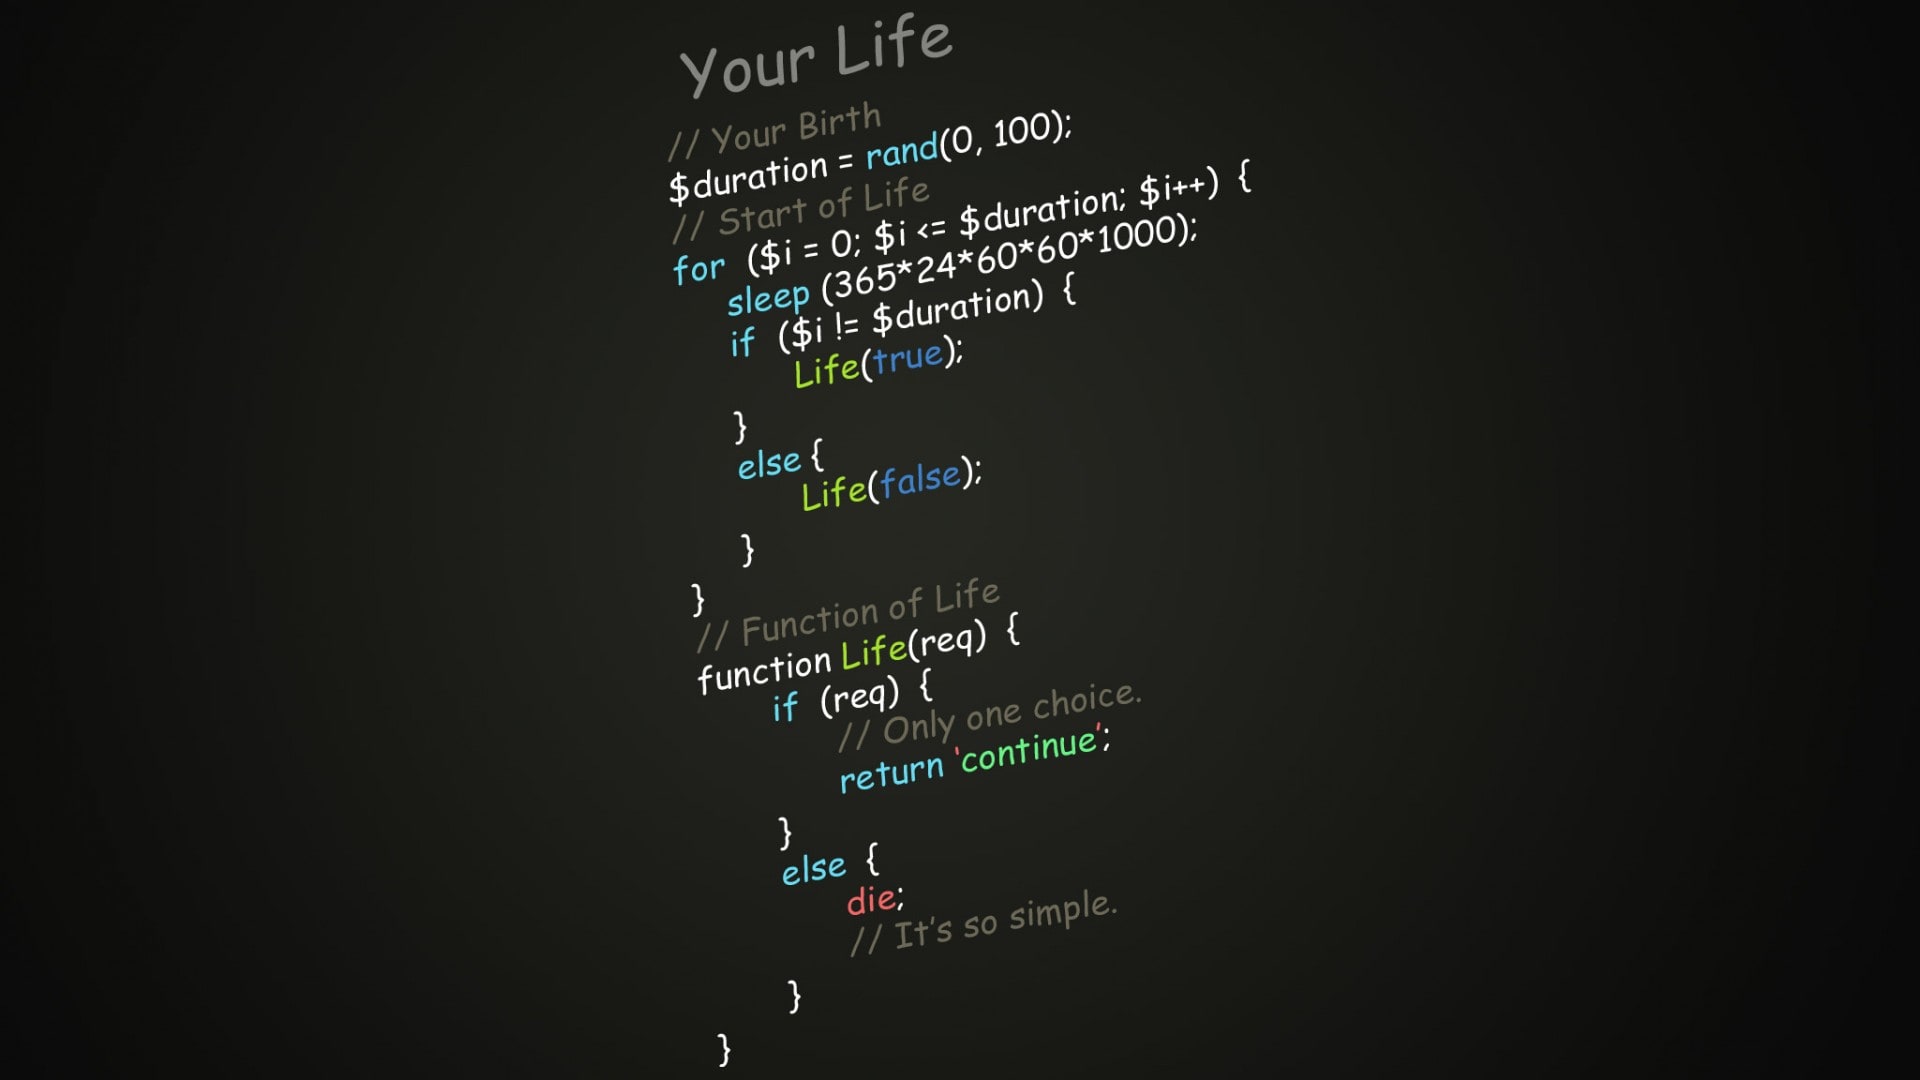 Your Life
// Your Birth
$duration = rand(0, 100);
// Start of Life
for ($i = 0; $i <= $duration; $i++) {
sleep (365*24*60*60*1000);
if ($i != $duration) {
Life(true);
}
else {
Life(false);
}
}
// Function of Life
function Life(req) {
if (req) {
// Only one choice.
return 'continue';
}
else {
die;
// It's so simple.
}
}